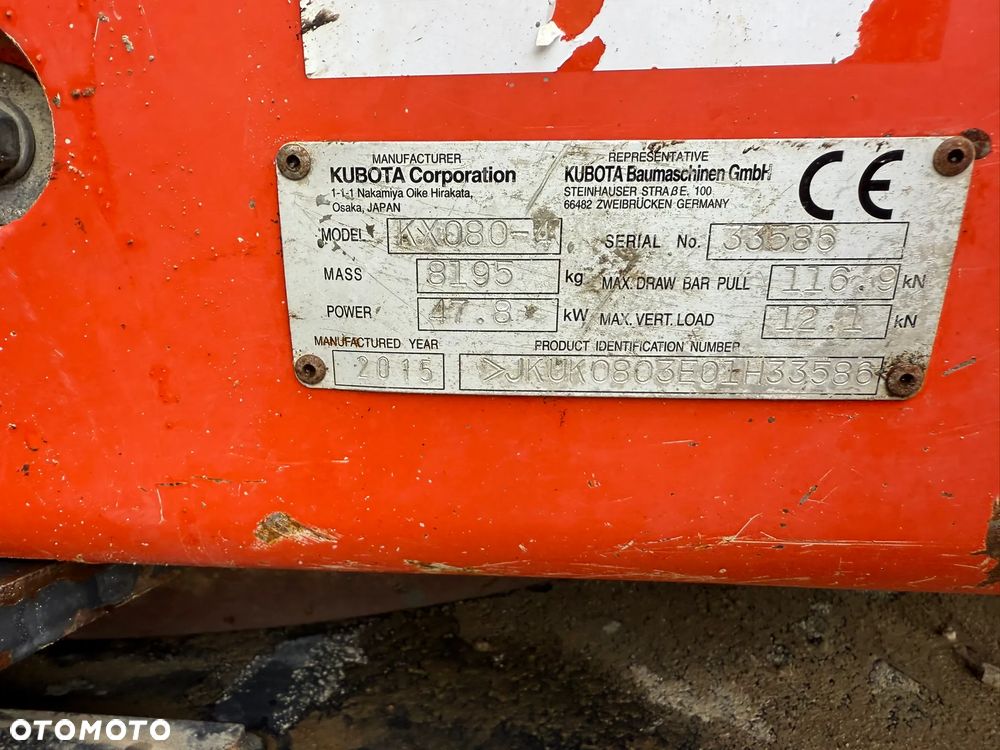 MANUFACTURER
KUBOTA Corporation
1-1-1 Nakamiya Oike Hirakata,
Osaka, JAPAN
REPRESENTATIVE
KUBOTA Baumaschinen GmbH
STEINHAUSER STRAßE. 100
66482 ZWEIBRÜCKEN GERMANY
CE
MODEL KX080-4
SERIAL No. 33586
MASS 8195 kg
MAX. DRAW BAR PULL 116.9 kN
POWER 47.8 kW
MAX. VERT. LOAD 12.1 kN
MANUFACTURED YEAR
2015
PRODUCT IDENTIFICATION NUMBER
>JKUK0803E01H33586
OTOMOTO